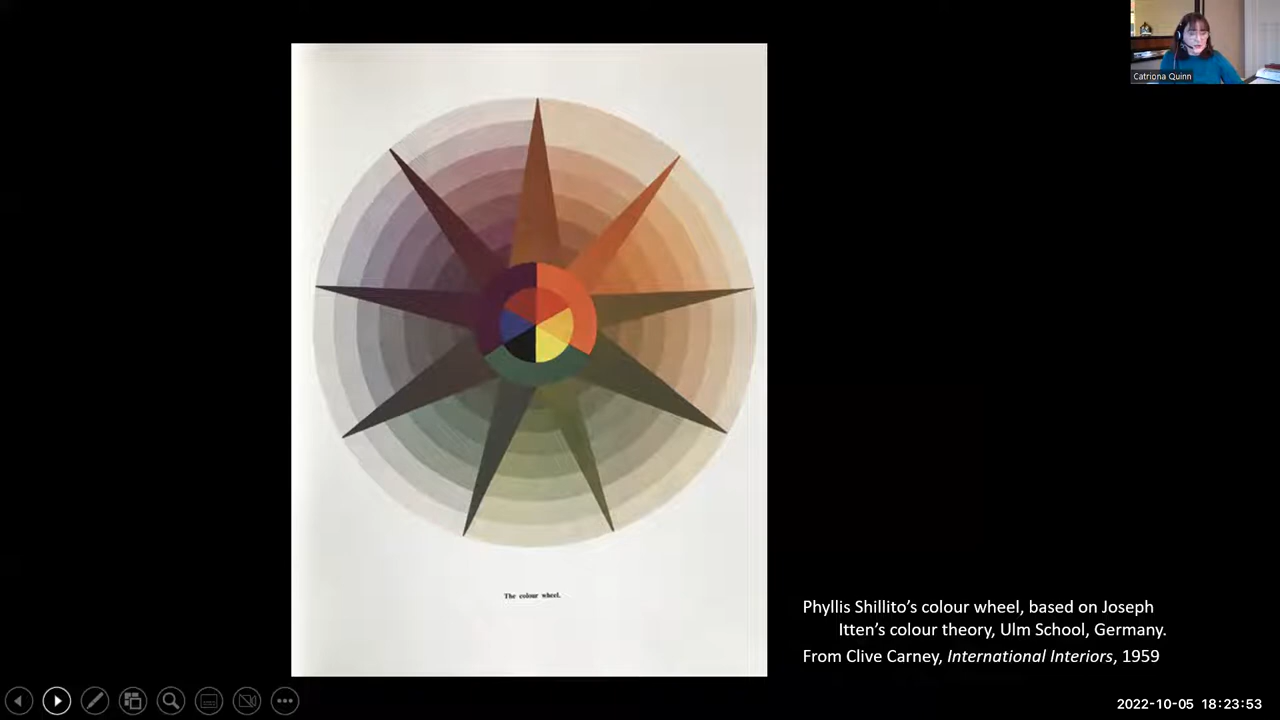 Catriona Quinn
The colour wheel.
Phyllis Shillito’s colour wheel, based on Joseph
Itten’s colour theory, Ulm School, Germany.
From Clive Carney, International Interiors, 1959
2022-10-05 18:23:53